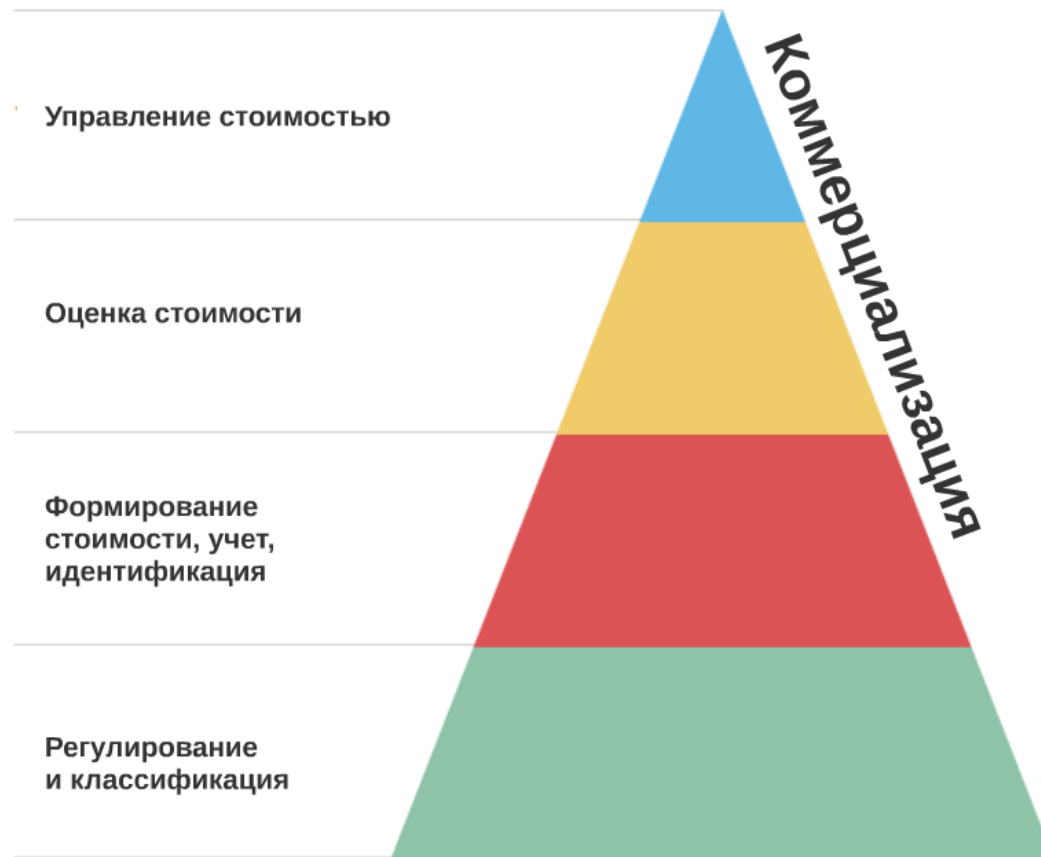 Управление стоимостью
Коммерциализация
Оценка стоимости
Формирование
стоимости, учет,
идентификация
Регулирование
и классификация